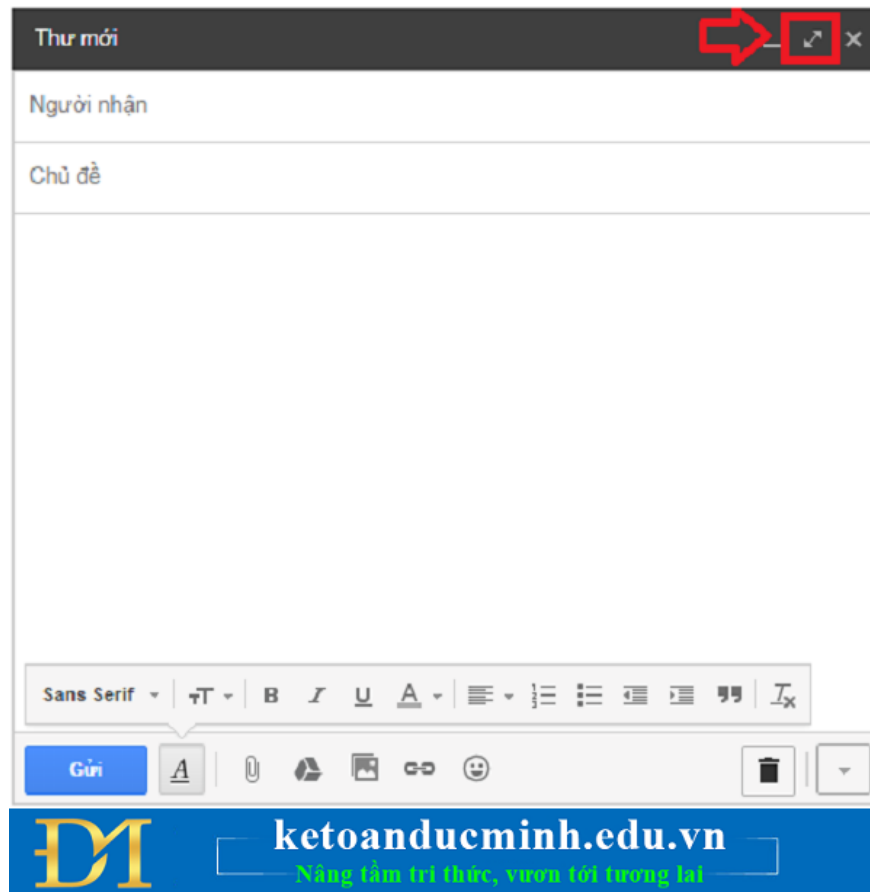 Thư mới
Người nhận
Chủ đề
Sans Serif
Gửi
ĐM
ketoanducminh.edu.vn
Nâng tầm tri thức, vươn tới tương lai